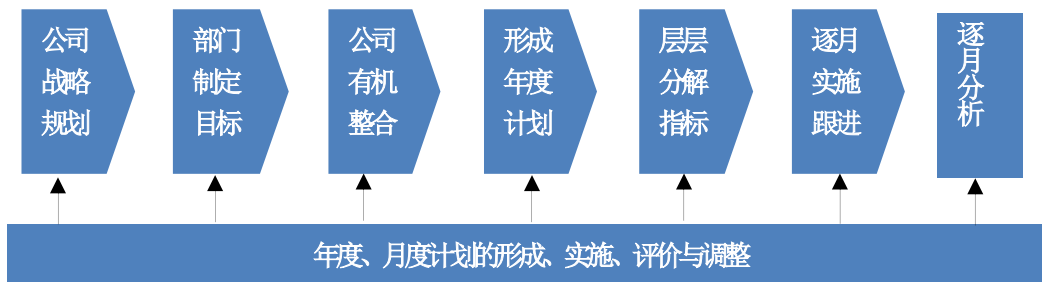 公司
战略
规划
部门
制定
目标
公司
有机
整合
形成
年度
计划
层层
分解
指标
逐月
实施
跟进
逐月分析
年度、月度计划的形成、实施、评价与调整